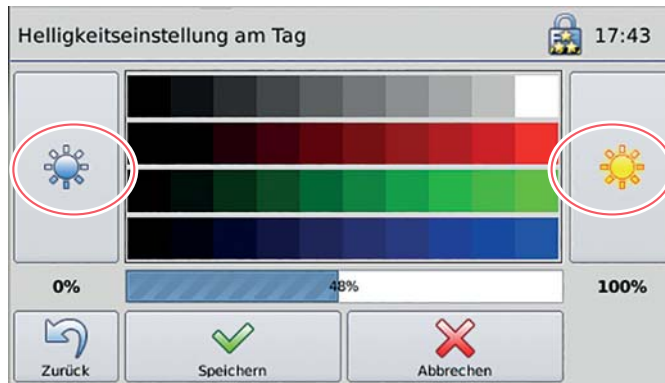 Helligkeitseinstellung am Tag 17:43
0% 48% 100%
Zurück Speichern Abbrechen